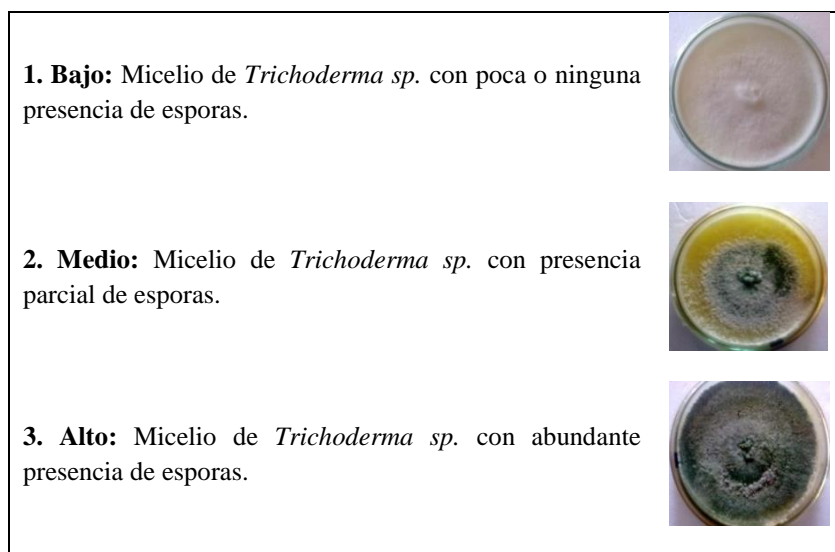 1. Bajo: Micelio de Trichoderma sp. con poca o ninguna
presencia de esporas.
2. Medio: Micelio de Trichoderma sp. con presencia
parcial de esporas.
3. Alto: Micelio de Trichoderma sp. con abundante
presencia de esporas.